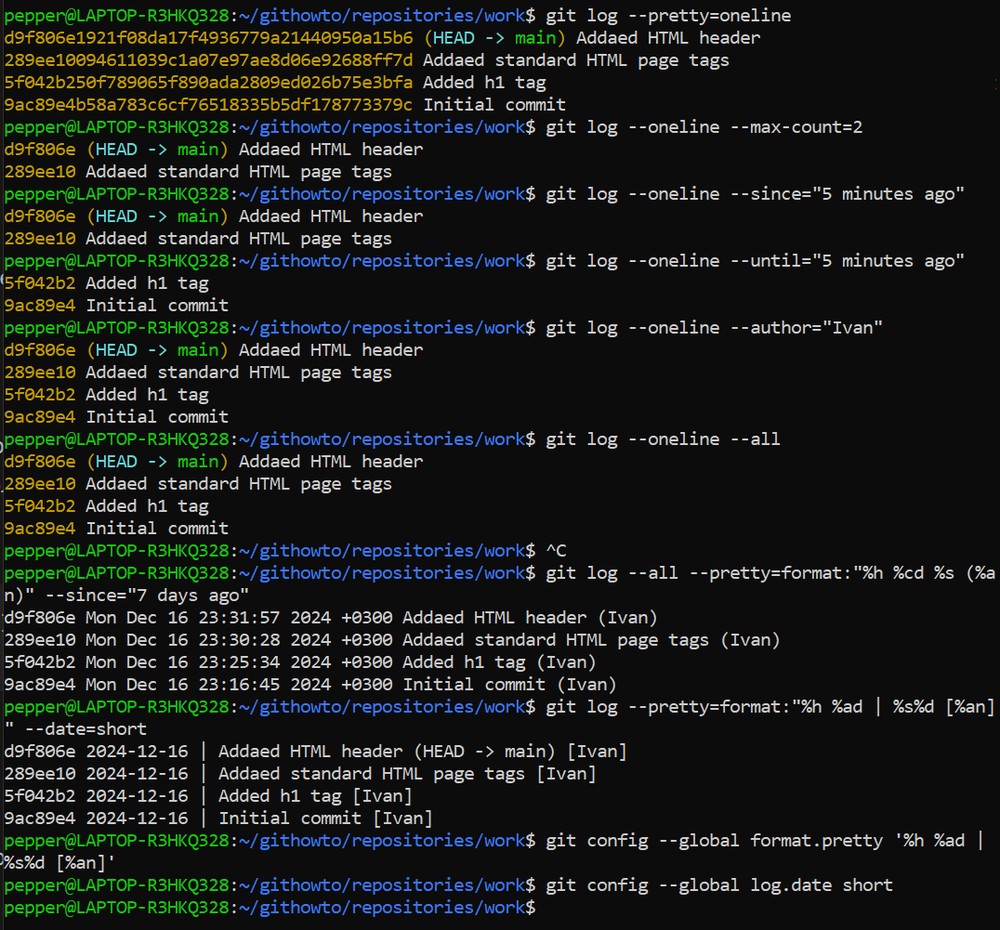 pepper@LAPTOP-R3HKQ328:~/githowto/repositories/work$ git log --pretty=oneline
d9f806e1921f08da17f4936779a21440950a15b6 (HEAD -> main) Addaed HTML header
289ee10094611039c1a07e97ae8d06e92688ff7d Addaed standard HTML page tags
5f042b250f789065f890ada2809ed026b75e3bfa Added h1 tag
9ac89e4b58a783c6cf76518335b5df178773379c Initial commit
pepper@LAPTOP-R3HKQ328:~/githowto/repositories/work$ git log --oneline --max-count=2
d9f806e (HEAD -> main) Addaed HTML header
289ee10 Addaed standard HTML page tags
pepper@LAPTOP-R3HKQ328:~/githowto/repositories/work$ git log --oneline --since="5 minutes ago"
d9f806e (HEAD -> main) Addaed HTML header
289ee10 Addaed standard HTML page tags
pepper@LAPTOP-R3HKQ328:~/githowto/repositories/work$ git log --oneline --until="5 minutes ago"
5f042b2 Added h1 tag
9ac89e4 Initial commit
pepper@LAPTOP-R3HKQ328:~/githowto/repositories/work$ git log --oneline --author="Ivan"
d9f806e (HEAD -> main) Addaed HTML header
289ee10 Addaed standard HTML page tags
5f042b2 Added h1 tag
9ac89e4 Initial commit
pepper@LAPTOP-R3HKQ328:~/githowto/repositories/work$ git log --oneline --all
d9f806e (HEAD -> main) Addaed HTML header
289ee10 Addaed standard HTML page tags
5f042b2 Added h1 tag
9ac89e4 Initial commit
pepper@LAPTOP-R3HKQ328:~/githowto/repositories/work$ ^C
pepper@LAPTOP-R3HKQ328:~/githowto/repositories/work$ git log --all --pretty=format:"%h %cd %s (%a
n)" --since="7 days ago"
d9f806e Mon Dec 16 23:31:57 2024 +0300 Addaed HTML header (Ivan)
289ee10 Mon Dec 16 23:30:28 2024 +0300 Addaed standard HTML page tags (Ivan)
5f042b2 Mon Dec 16 23:25:34 2024 +0300 Added h1 tag (Ivan)
9ac89e4 Mon Dec 16 23:16:45 2024 +0300 Initial commit (Ivan)
pepper@LAPTOP-R3HKQ328:~/githowto/repositories/work$ git log --pretty=format:"%h %ad | %s%d [%an]
" --date=short
d9f806e 2024-12-16 | Addaed HTML header (HEAD -> main) [Ivan]
289ee10 2024-12-16 | Addaed standard HTML page tags [Ivan]
5f042b2 2024-12-16 | Added h1 tag [Ivan]
9ac89e4 2024-12-16 | Initial commit [Ivan]
pepper@LAPTOP-R3HKQ328:~/githowto/repositories/work$ git config --global format.pretty '%h %ad |
%s%d [%an]'
pepper@LAPTOP-R3HKQ328:~/githowto/repositories/work$ git config --global log.date short
pepper@LAPTOP-R3HKQ328:~/githowto/repositories/work$